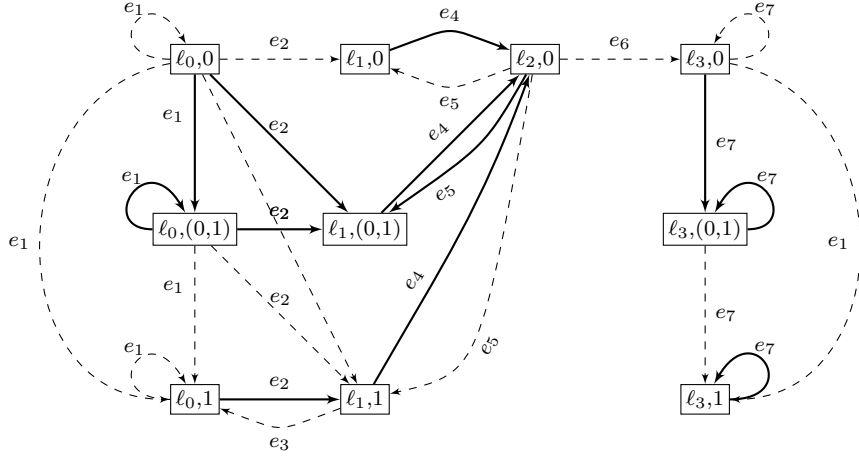 e₁ e₄ e₇
e₂ e₆
ℓ₀,0 ℓ₁,0 ℓ₂,0 ℓ₃,0
e₅
e₁ e₂ e₄ e₇
e₁ e₅ e₇
e₂
ℓ₀,(0,1) ℓ₁,(0,1) ℓ₃,(0,1)
e₁ e₁
e₁ e₂ e₄ e₇
e₁ e₅ e₇
e₂
ℓ₀,1 ℓ₁,1 ℓ₃,1
e₃